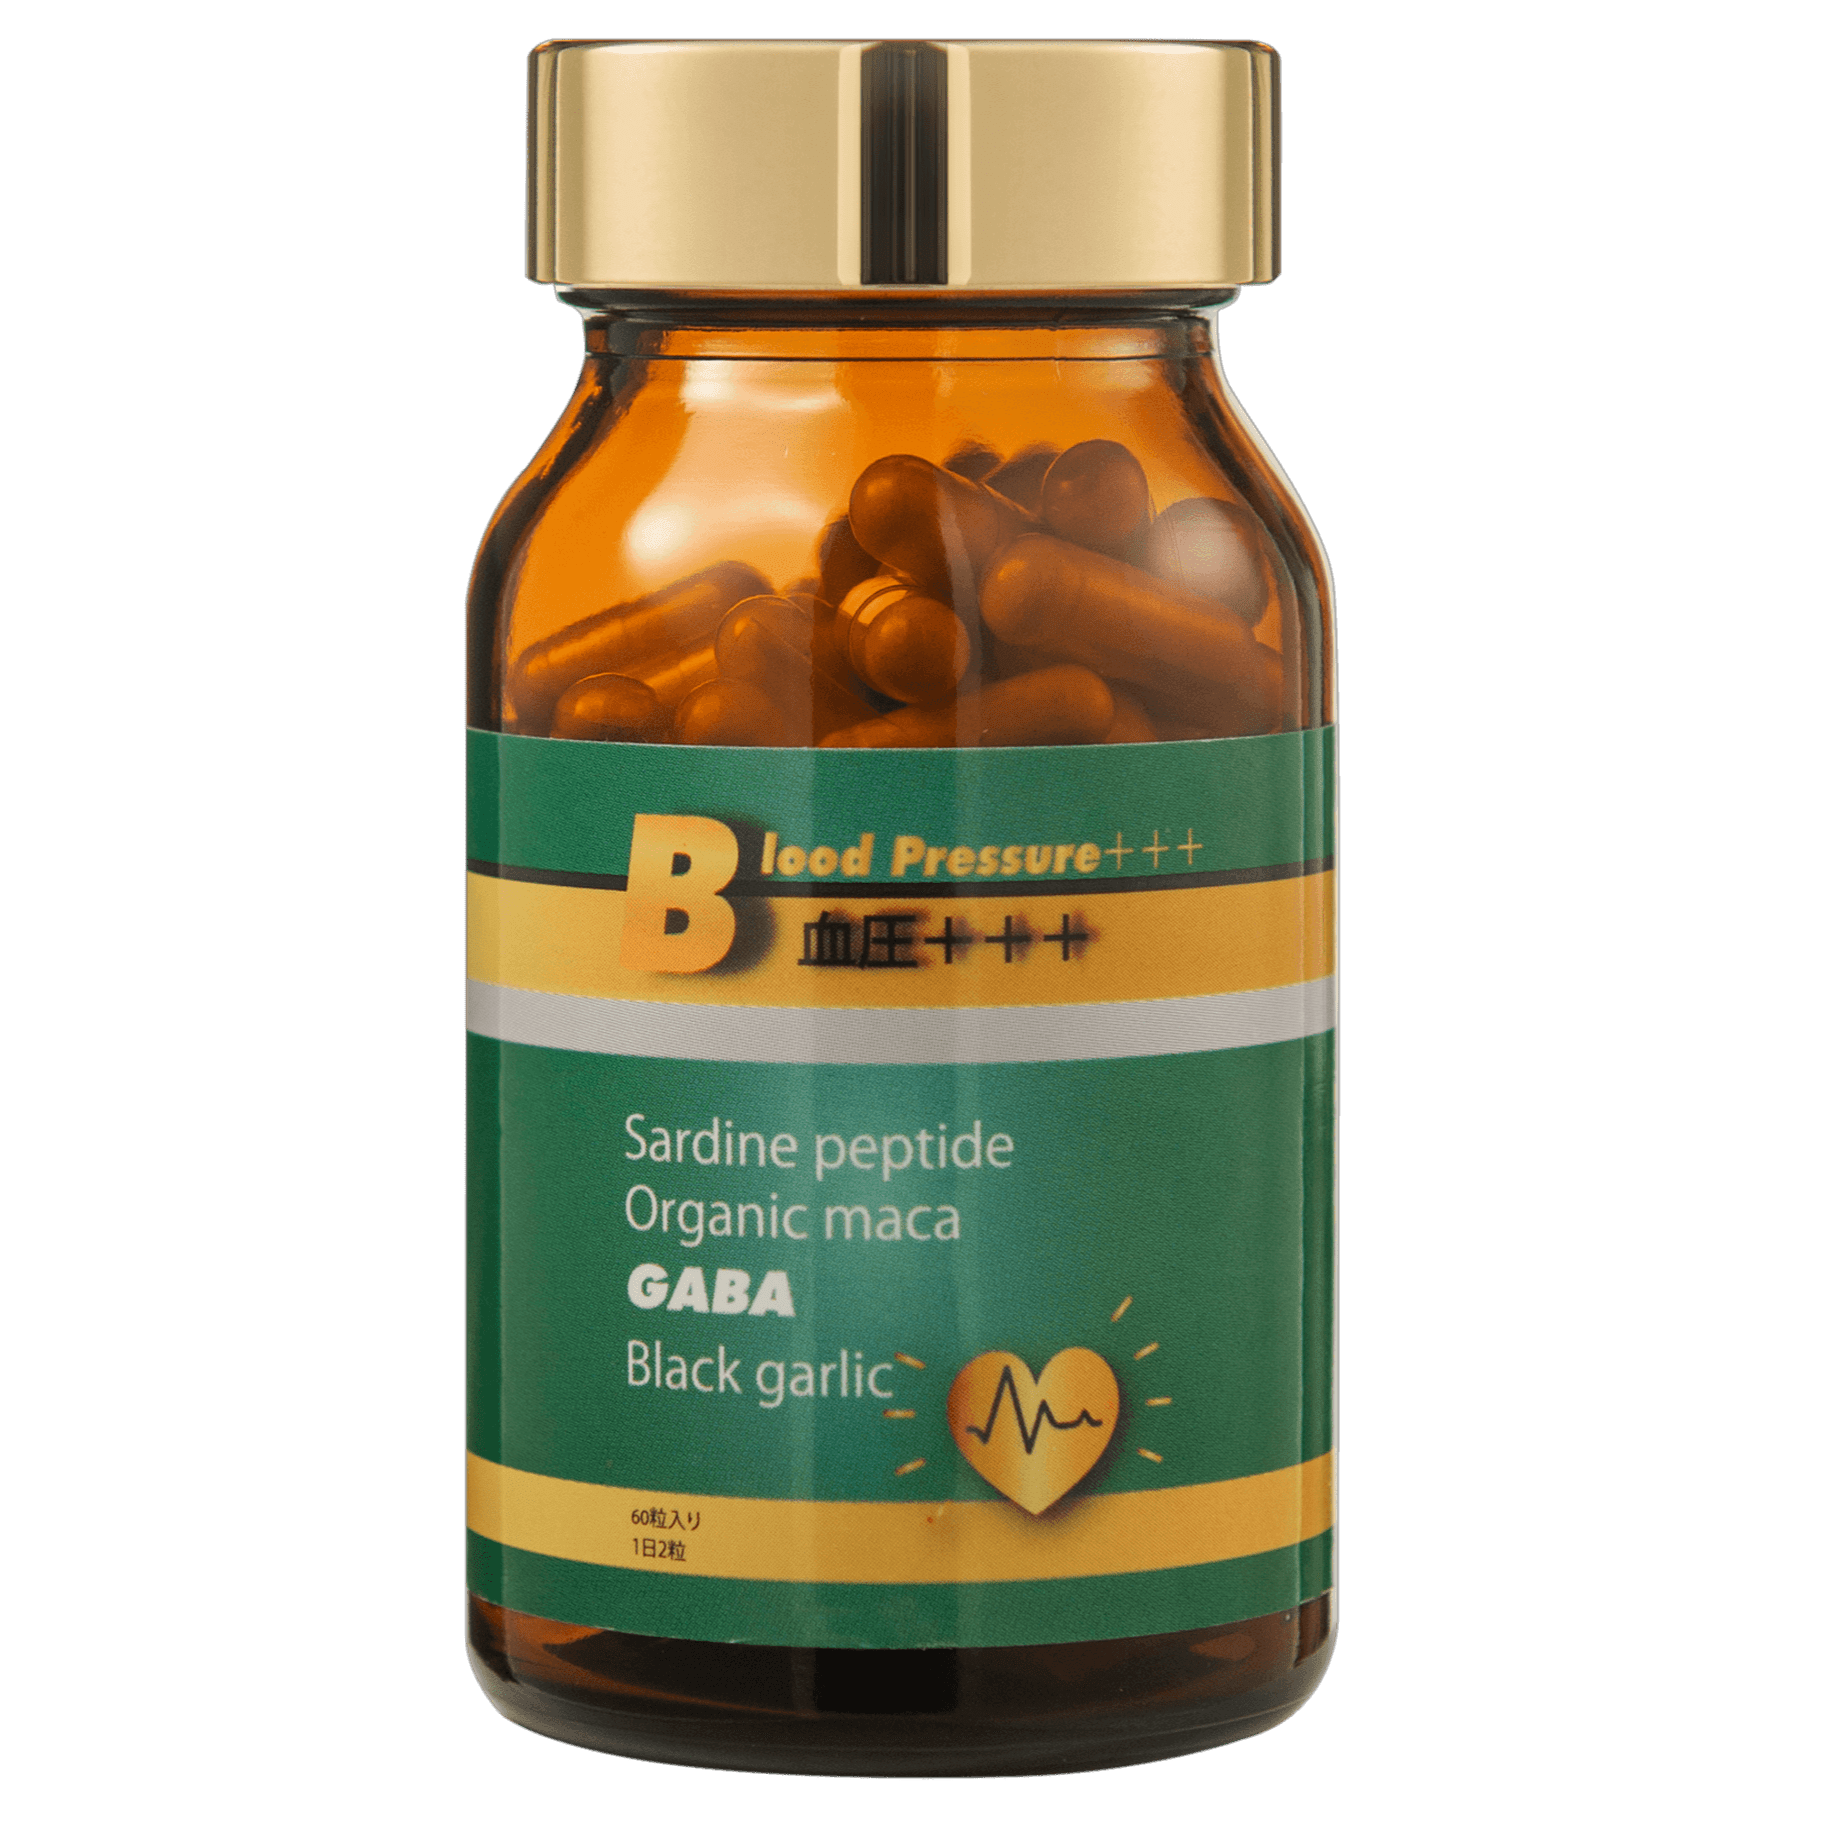 Blood Pressure+++
血圧+++
Sardine peptide
Organic maca
GABA
Black garlic
60粒入り
1日2粒